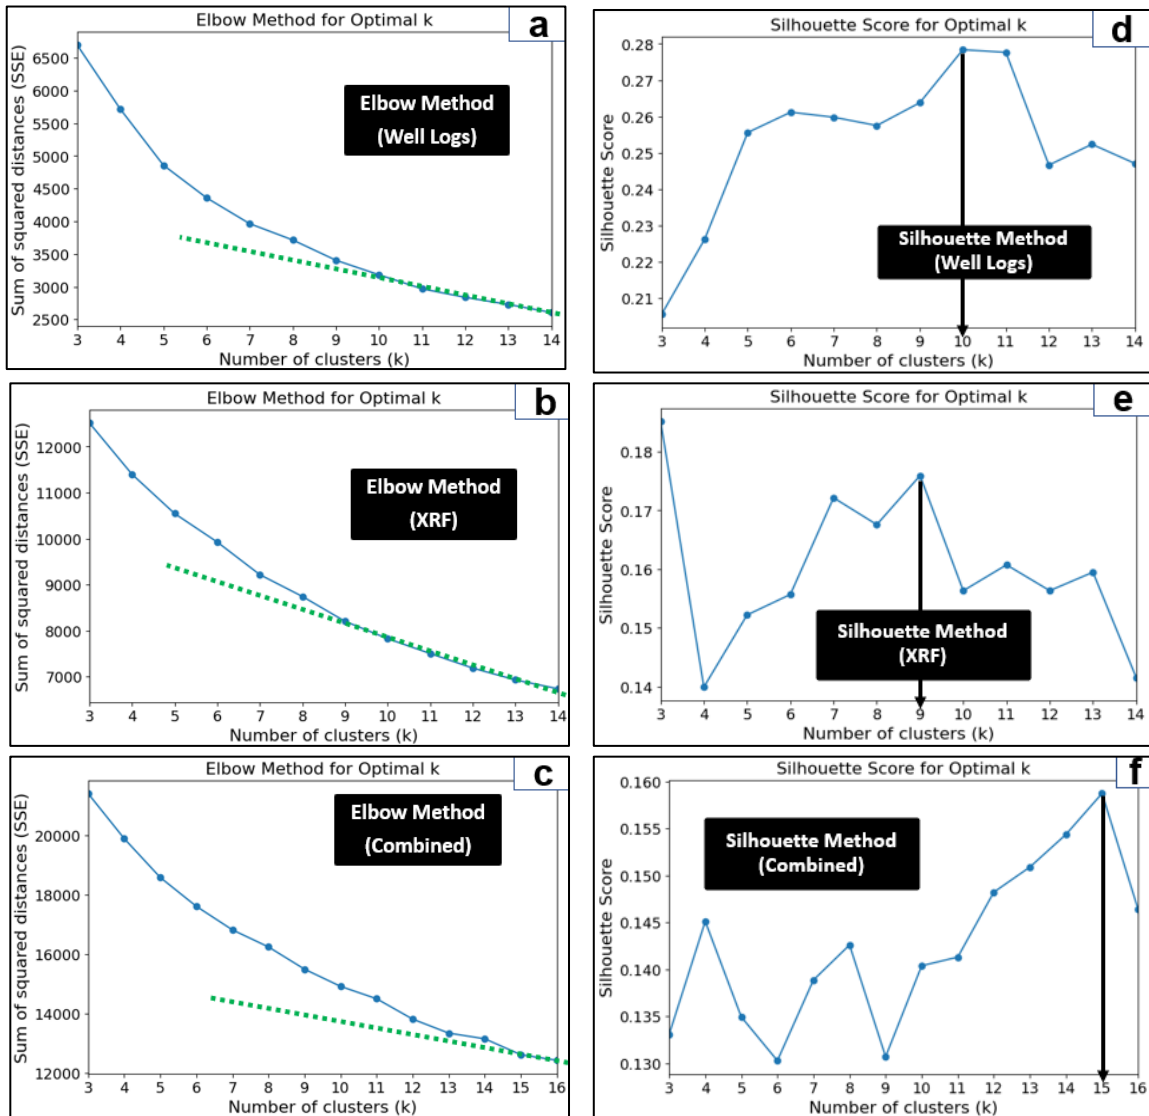 Elbow Method for Optimal k
a
Sum of squared distances (SSE)
6500
6000
5500
5000
4500
4000
3500
3000
2500
Elbow Method
(Well Logs)
3 4 5 6 7 8 9 10 11 12 13 14
Number of clusters (k)
Silhouette Score for Optimal k
d
Silhouette Score
0.28
0.27
0.26
0.25
0.24
0.23
0.22
0.21
Silhouette Method
(Well Logs)
3 4 5 6 7 8 9 10 11 12 13 14
Number of clusters (k)
Elbow Method for Optimal k
b
Sum of squared distances (SSE)
12000
11000
10000
9000
8000
7000
Elbow Method
(XRF)
3 4 5 6 7 8 9 10 11 12 13 14
Number of clusters (k)
Silhouette Score for Optimal k
e
Silhouette Score
0.18
0.17
0.16
0.15
0.14
Silhouette Method
(XRF)
3 4 5 6 7 8 9 10 11 12 13 14
Number of clusters (k)
Elbow Method for Optimal k
c
Sum of squared distances (SSE)
20000
18000
16000
14000
12000
Elbow Method
(Combined)
3 4 5 6 7 8 9 10 11 12 13 14 15 16
Number of clusters (k)
Silhouette Score for Optimal k
f
Silhouette Score
0.160
0.155
0.150
0.145
0.140
0.135
0.130
Silhouette Method
(Combined)
3 4 5 6 7 8 9 10 11 12 13 14 15 16
Number of clusters (k)